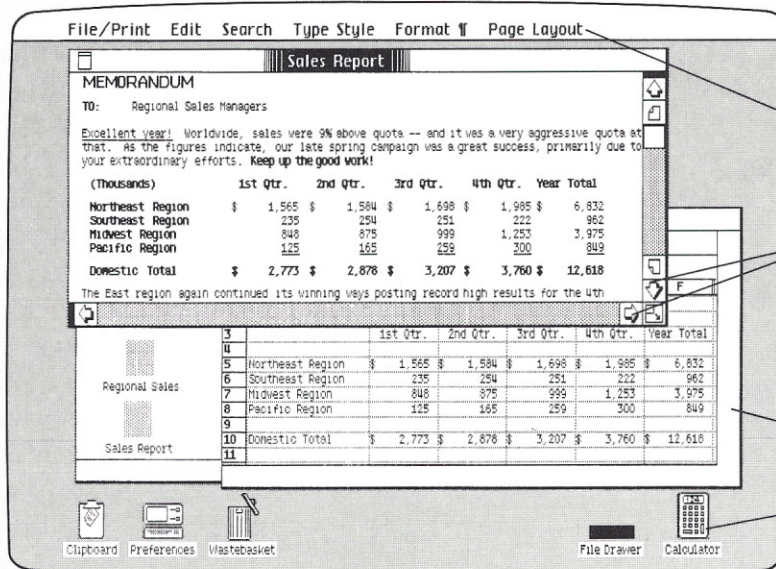 File/Print Edit Search Type Style Format ¶ Page Layout
Sales Report
MEMORANDUM
TO: Regional Sales Managers
Excellent year! Worldwide, sales were 9% above quota -- and it was a very aggressive quota at
that. As the figures indicate, our late spring campaign was a great success, primarily due to
your extraordinary efforts. Keep up the good work!
(Thousands) 1st Qtr. 2nd Qtr. 3rd Qtr. 4th Qtr. Year Total
Northeast Region $ 1,565 $ 1,584 $ 1,698 $ 1,985 $ 6,832
Southeast Region 235 254 251 222 962
Midwest Region 848 875 999 1,253 3,975
Pacific Region 125 165 259 300 849
Domestic Total $ 2,773 $ 2,878 $ 3,207 $ 3,760 $ 12,618
The East region again continued its winning ways posting record high results for the 4th
F
3 1st Qtr. 2nd Qtr. 3rd Qtr. 4th Qtr. Year Total
4
5 Northeast Region $ 1,565 $ 1,584 $ 1,698 $ 1,985 $ 6,832
6 Southeast Region 235 254 251 222 962
7 Midwest Region 848 875 999 1,253 3,975
8 Pacific Region 125 165 259 300 849
9
10 Domestic Total $ 2,773 $ 2,878 $ 3,207 $ 3,760 $ 12,618
11
Regional Sales
Sales Report
Clipboard Preferences Wastebasket File Drawer Calculator